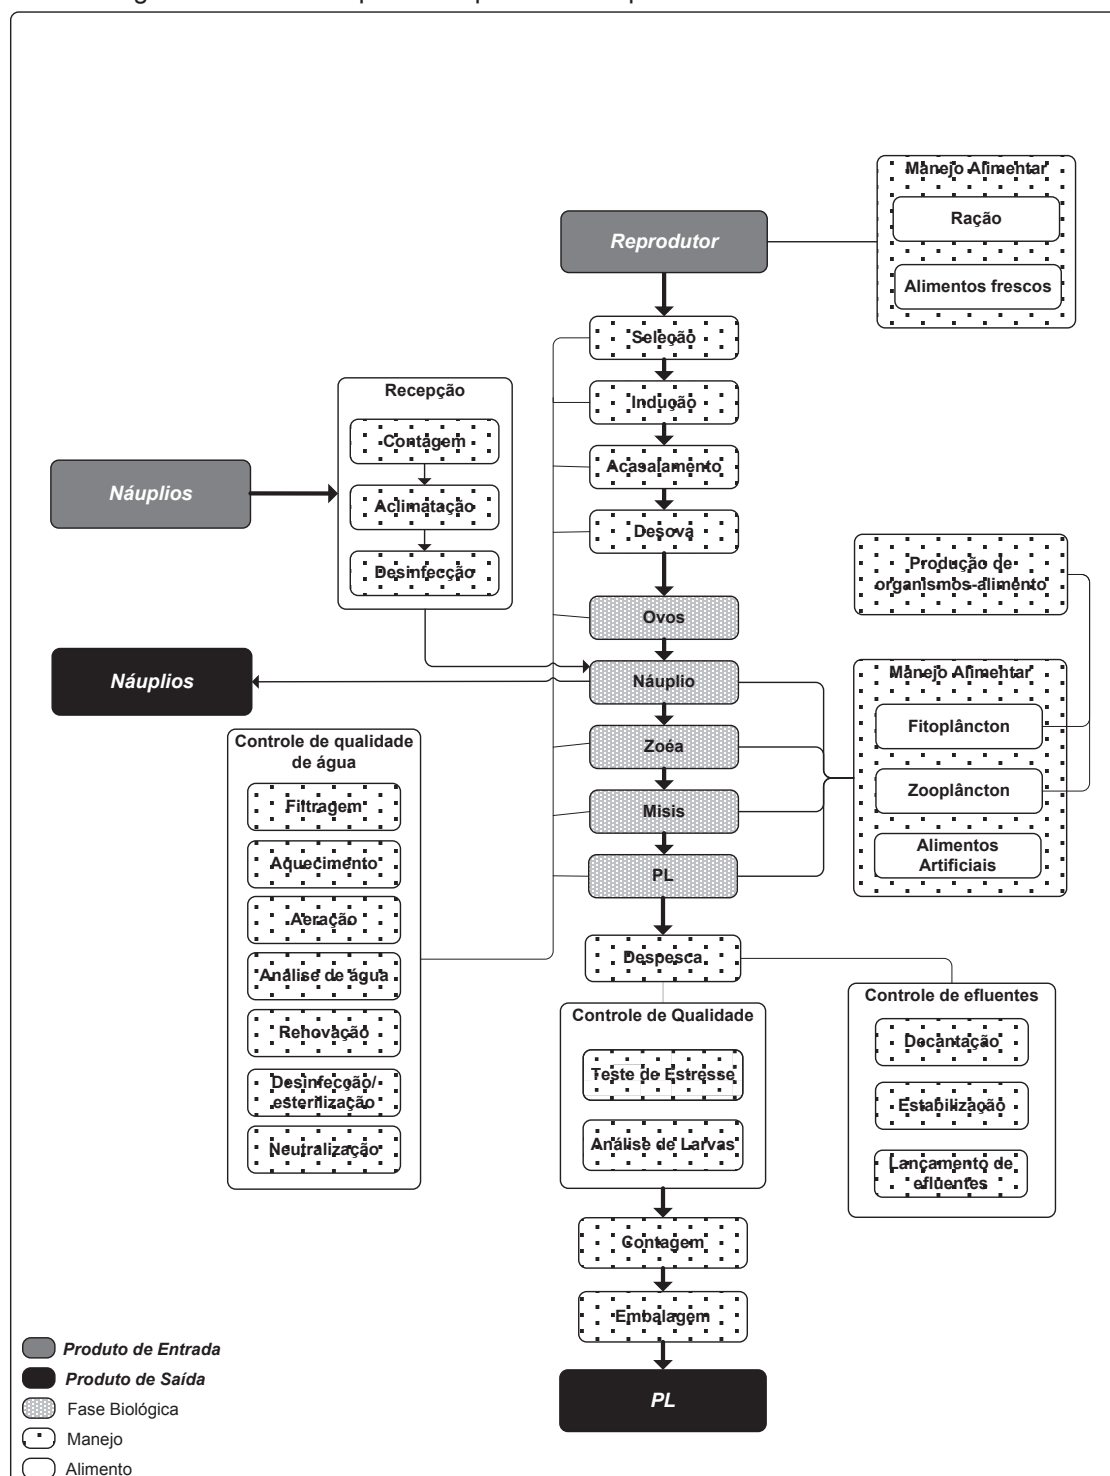 Manejo Alimentar
Ração
Alimentos frescos
Reprodutor
Seleção
Indução
Acasalamento
Desova
Recepção
Contagem
Aclimatação
Desinfecção
Náuplios
Náuplios
Ovos
Náuplio
Zoéa
Misis
PL
Produção de
organismos-alimento
Manejo Alimentar
Fitoplâncton
Zooplâncton
Alimentos
Artificiais
Controle de qualidade
de água
Filtragem
Aquecimento
Aeração
Análise de água
Renovação
Desinfecção/
esterilização
Neutralização
Despesca
Controle de Qualidade
Teste de Estresse
Análise de Larvas
Controle de efluentes
Decantação
Estabilização
Lançamento de
efluentes
Contagem
Embalagem
PL
Produto de Entrada
Produto de Saída
Fase Biológica
Manejo
Alimento